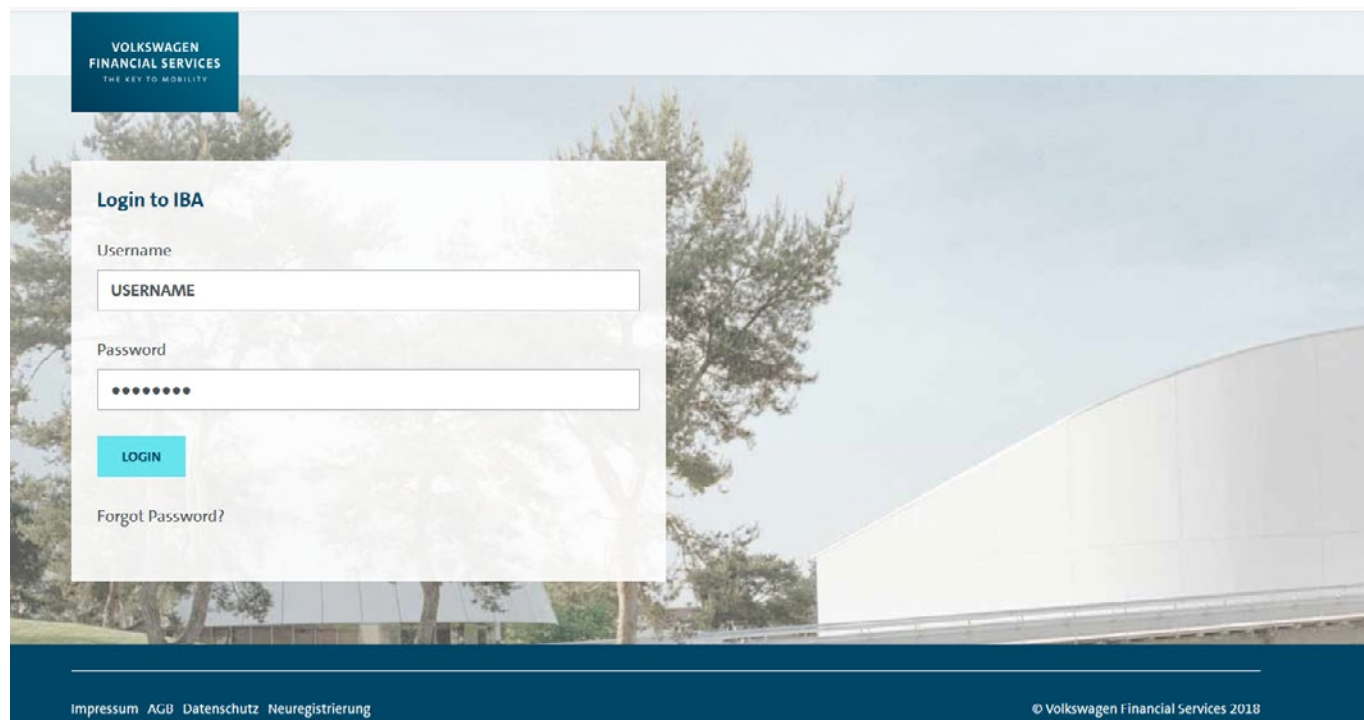 VOLKSWAGEN
FINANCIAL SERVICES
THE KEY TO MOBILITY
Login to IBA
Username
USERNAME
Password
••••••••
LOGIN
Forgot Password?
Impressum AGB Datenschutz Neuregistrierung
© Volkswagen Financial Services 2018